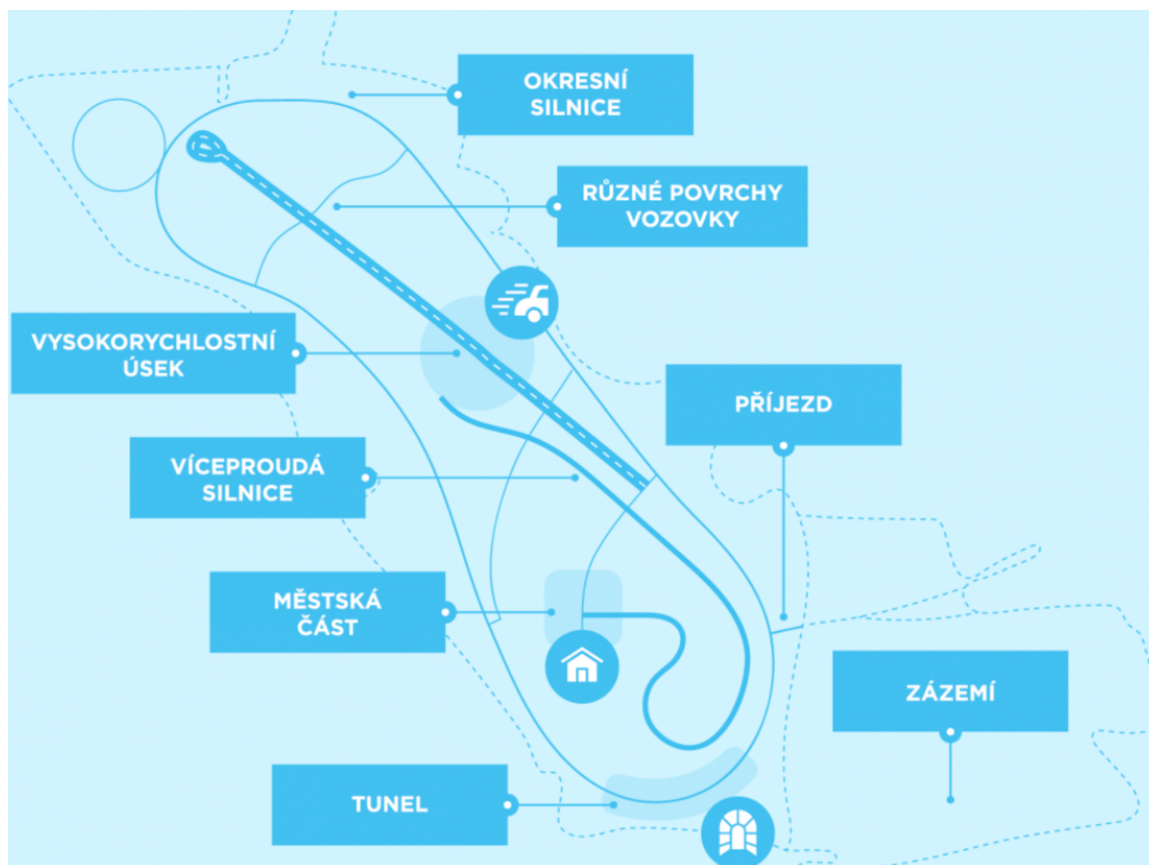 OKRESNÍ
SILNICE
RŮZNÉ POVRCHY
VOZOVKY
VYSOKORYCHLOSTNÍ
ÚSEK
PŘÍJEZD
VÍCEPROUDÁ
SILNICE
MĚSTSKÁ
ČÁST
ZÁZEMÍ
TUNEL